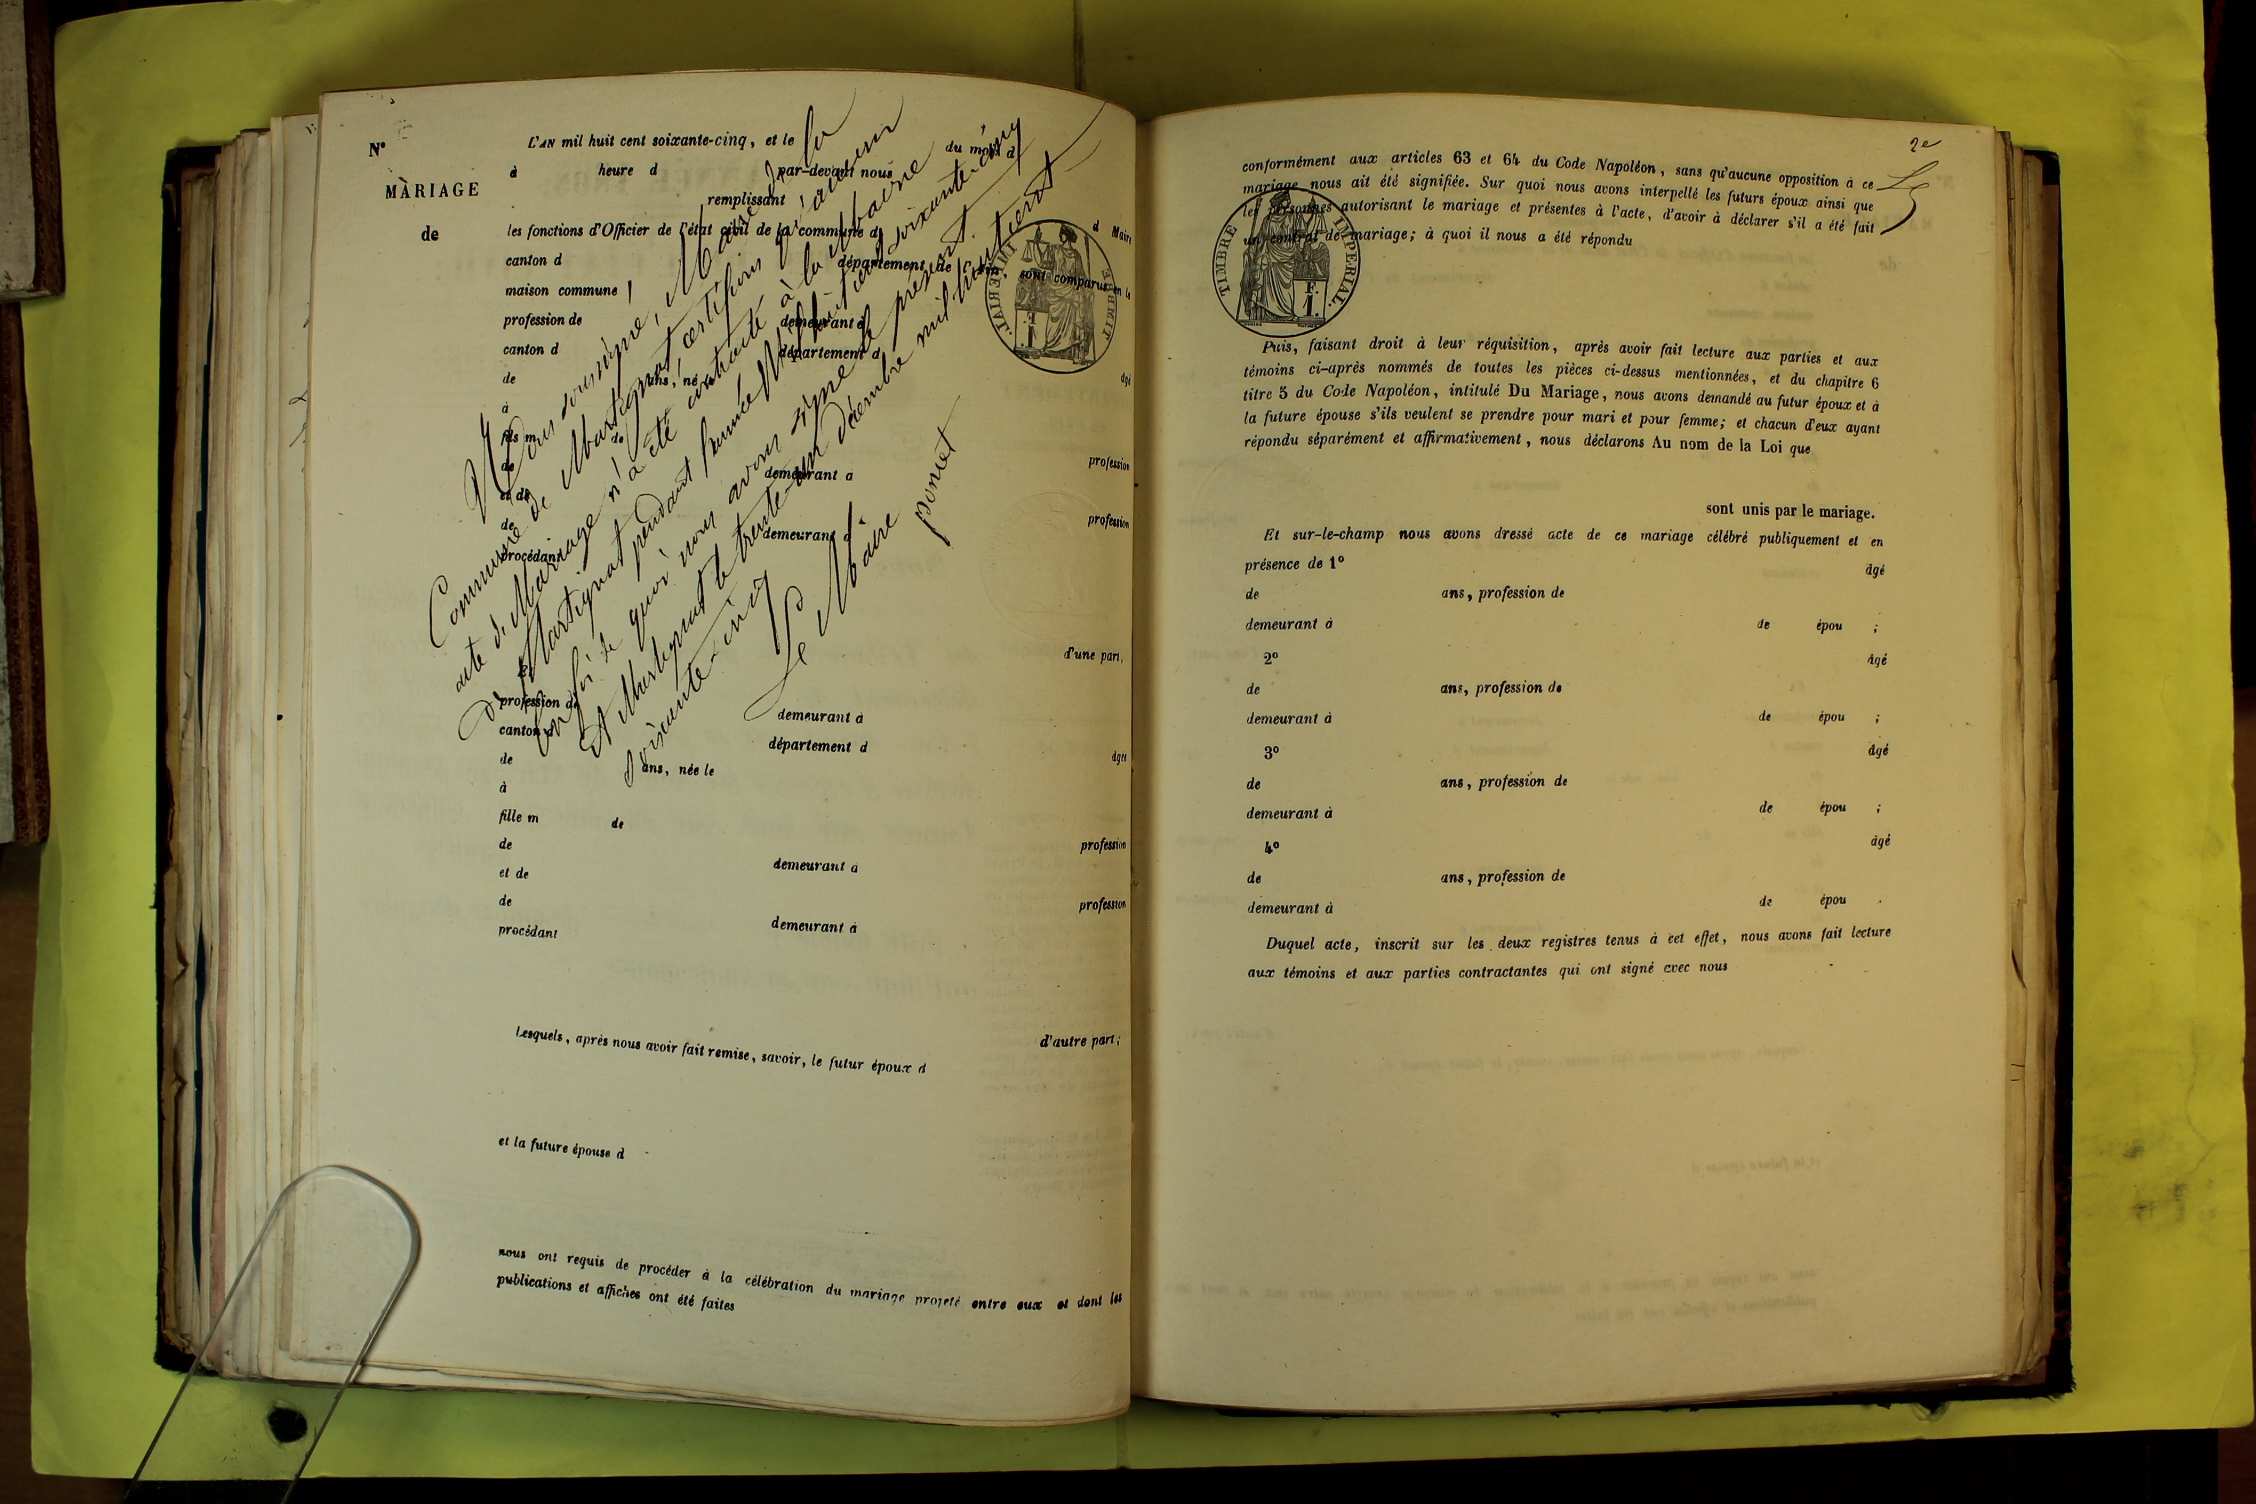 N°
MARIAGE
de
L'AN mil huit cent soixante-cinq, et le du mois d
à heure d par-devant nous
remplissant
les fonctions d'Officier de l'état civil de la commune d
canton d département de l'Ain, sont comparus en la
maison commune
profession de demeurant à
canton d département d
de ans, né le âgé
à
fils m de
de profession
et de demeurant à
de profession
procédant demeurant à
d'une part,
Et
profession de demeurant à
canton d département d
de ans, née le âgée
à
fille m de
de profession
et de demeurant à
de profession
procédant demeurant à
d'autre part;
Lesquels, après nous avoir fait remise, savoir, le futur époux d
et la future épouse d
nous ont requis de procéder à la célébration du mariage projeté entre eux et dont les
publications et affiches ont été faites
Nous soussigné, Maire de la
Commune de Martignat certifions qu'aucun
acte de Mariage n'a été contracté à la Mairie
de Martignat pendant l'année Mil huit cent soixante-cinq
en foi de quoi nous avons signé le présent
A Martignat le trente-un décembre mil huit cent
soixante-cinq
Le Maire
Poncet
TIMBRE IMPERIAL.
2e
conformément aux articles 63 et 64 du Code Napoléon, sans qu'aucune opposition à ce
mariage nous ait été signifiée. Sur quoi nous avons interpellé les futurs époux ainsi que
les personnes autorisant le mariage et présentes à l'acte, d'avoir à déclarer s'il a été fait
un contrat de mariage; à quoi il nous a été répondu
TIMBRE IMPERIAL.
F. 1.
Puis, faisant droit à leur réquisition, après avoir fait lecture aux parties et aux
témoins ci-après nommés de toutes les pièces ci-dessus mentionnées, et du chapitre 6
titre 5 du Code Napoléon, intitulé Du Mariage, nous avons demandé au futur époux et à
la future épouse s'ils veulent se prendre pour mari et pour femme; et chacun d'eux ayant
répondu séparément et affirmativement, nous déclarons Au nom de la Loi que
sont unis par le mariage.
Et sur-le-champ nous avons dressé acte de ce mariage célébré publiquement et en
présence de 1° âgé
de ans, profession de
demeurant à de épou ;
2° âgé
de ans, profession de
demeurant à de épou ;
3° âgé
de ans, profession de
demeurant à de épou ;
4° âgé
de ans, profession de
demeurant à de épou .
Duquel acte, inscrit sur les deux registres tenus à cet effet, nous avons fait lecture
aux témoins et aux parties contractantes qui ont signé avec nous